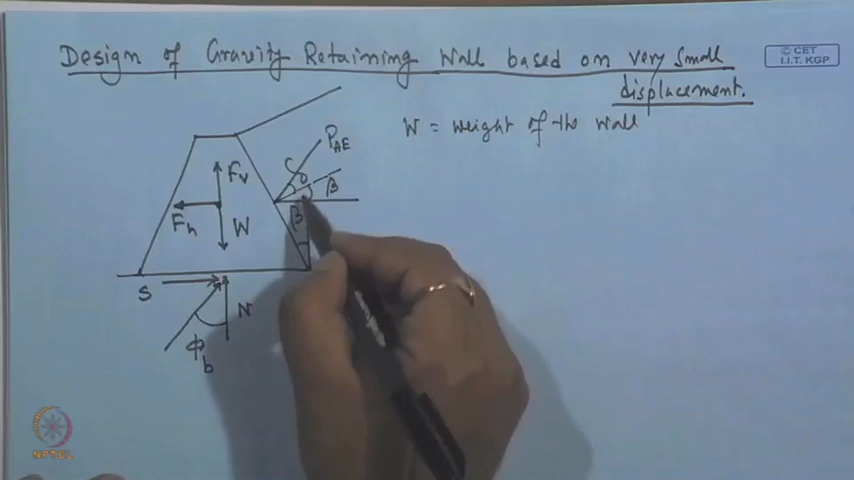 Design of Gravity Retaining Wall based on very small
displacement.
© CET
I.I.T. KGP
W = weight of the wall
P_AE
δ
β
F_v
F_h
W
β
S
N
φ_b
NPTEL